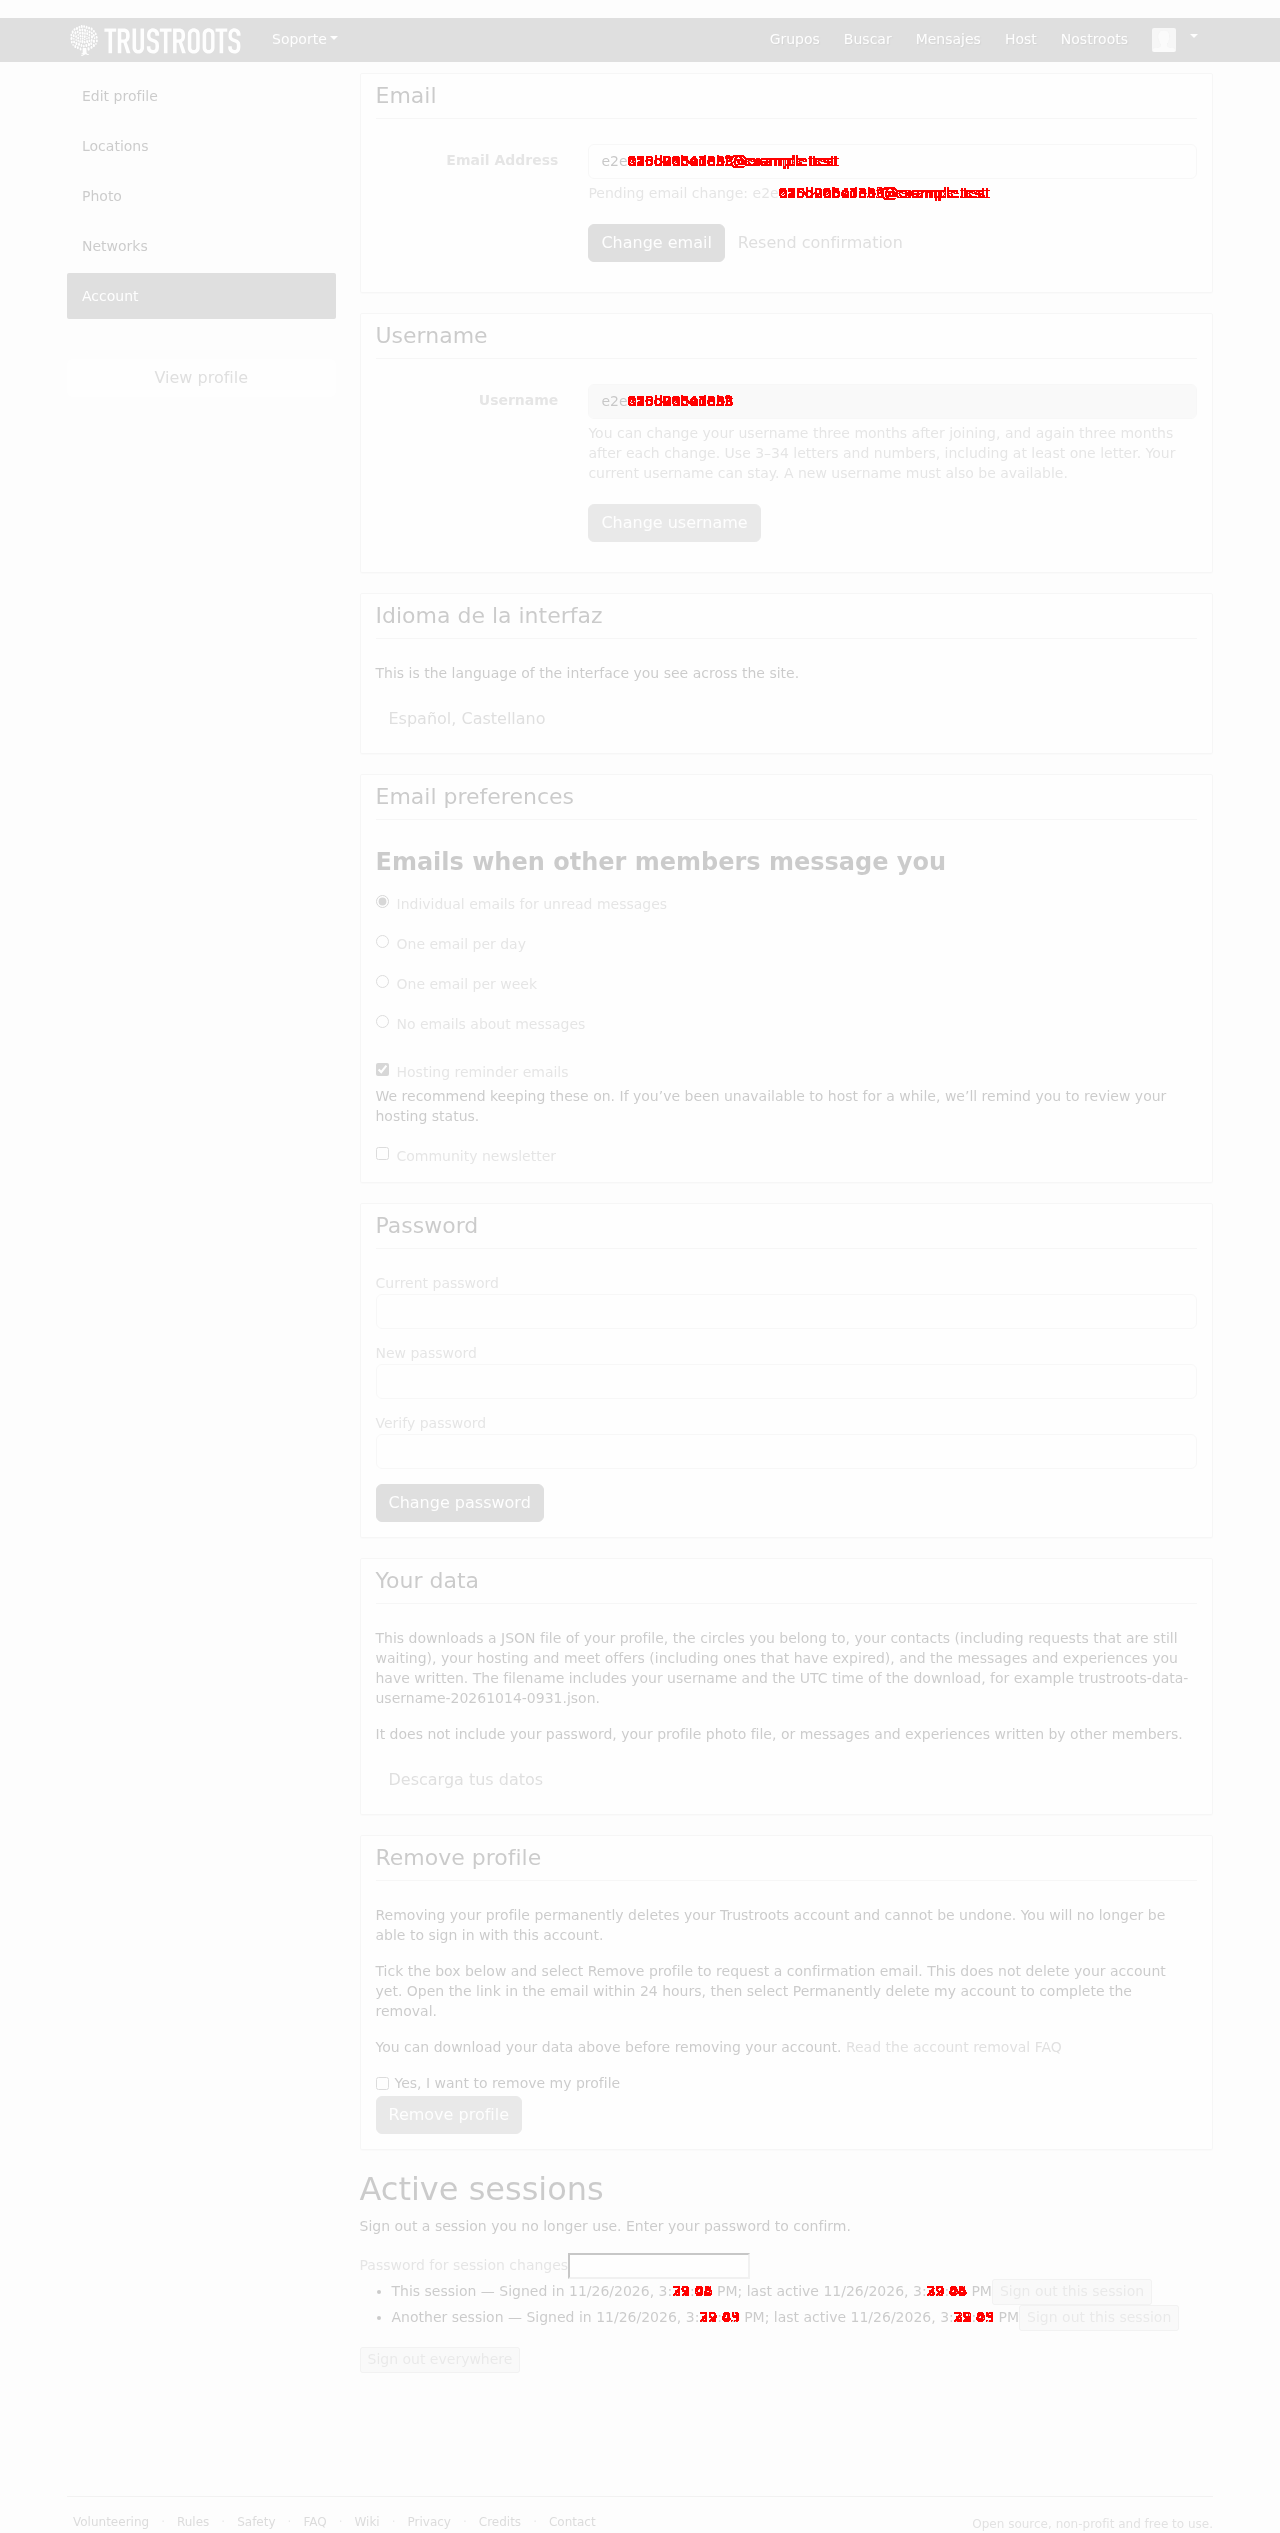 TRUSTROOTS
Soporte
Grupos
Buscar
Mensajes
Host
Nostroots
Edit profile
Locations
Photo
Networks
Account
View profile
Email
Email Address
Pending email change:
Change email
Resend confirmation
Username
Username
You can change your username three months after joining, and again three months
after each change. Use 3–34 letters and numbers, including at least one letter. Your
current username can stay. A new username must also be available.
Change username
Idioma de la interfaz
This is the language of the interface you see across the site.
Español, Castellano
Email preferences
Emails when other members message you
Individual emails for unread messages
One email per day
One email per week
No emails about messages
Hosting reminder emails
We recommend keeping these on. If you’ve been unavailable to host for a while, we’ll remind you to review your
hosting status.
Community newsletter
Password
Current password
New password
Verify password
Change password
Your data
This downloads a JSON file of your profile, the circles you belong to, your contacts (including requests that are still
waiting), your hosting and meet offers (including ones that have expired), and the messages and experiences you
have written. The filename includes your username and the UTC time of the download, for example trustroots-data-
username-20261014-0931.json.
It does not include your password, your profile photo file, or messages and experiences written by other members.
Descarga tus datos
Remove profile
Removing your profile permanently deletes your Trustroots account and cannot be undone. You will no longer be
able to sign in with this account.
Tick the box below and select Remove profile to request a confirmation email. This does not delete your account
yet. Open the link in the email within 24 hours, then select Permanently delete my account to complete the
removal.
You can download your data above before removing your account. Read the account removal FAQ
Yes, I want to remove my profile
Remove profile
Active sessions
Sign out a session you no longer use. Enter your password to confirm.
Password for session changes
• This session — Signed in 11/26/2026, PM; last active 11/26/2026, PM Sign out this session
• Another session — Signed in 11/26/2026, PM; last active 11/26/2026, PM Sign out this session
Sign out everywhere
Volunteering · Rules · Safety · FAQ · Wiki · Privacy · Credits · Contact
Open source, non-profit and free to use.